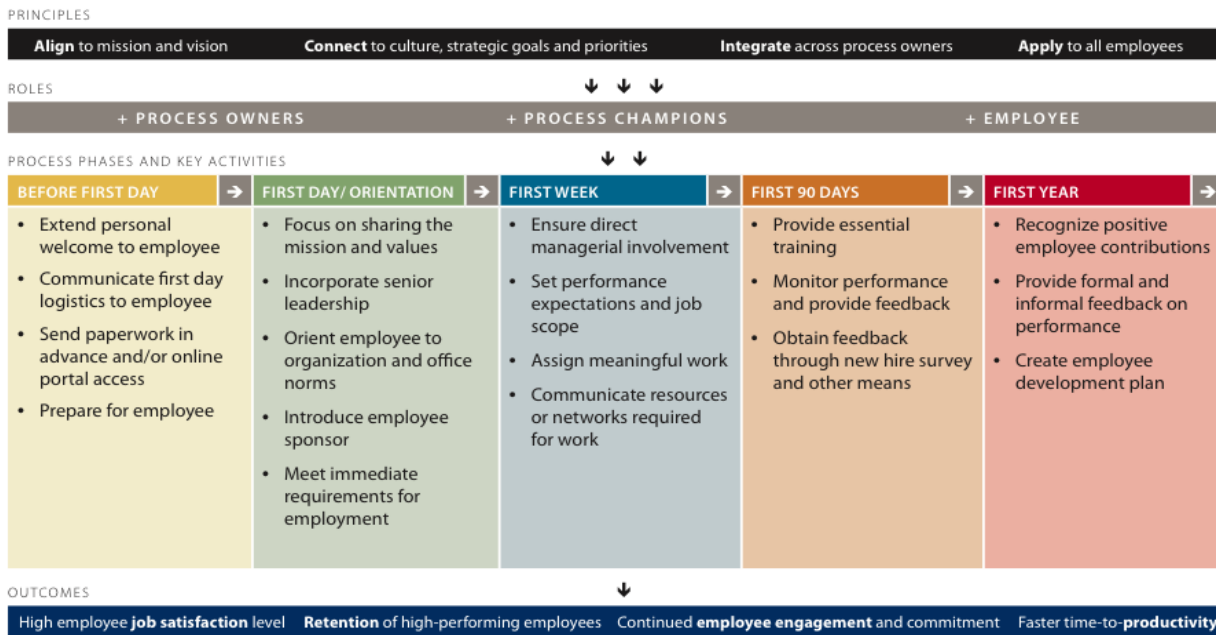 PRINCIPLES
Align to mission and vision Connect to culture, strategic goals and priorities Integrate across process owners Apply to all employees
ROLES
+ PROCESS OWNERS + PROCESS CHAMPIONS + EMPLOYEE
PROCESS PHASES AND KEY ACTIVITIES
BEFORE FIRST DAY
• Extend personal
welcome to employee
• Communicate first day
logistics to employee
• Send paperwork in
advance and/or online
portal access
• Prepare for employee
FIRST DAY/ ORIENTATION
• Focus on sharing the
mission and values
• Incorporate senior
leadership
• Orient employee to
organization and office
norms
• Introduce employee
sponsor
• Meet immediate
requirements for
employment
FIRST WEEK
• Ensure direct
managerial involvement
• Set performance
expectations and job
scope
• Assign meaningful work
• Communicate resources
or networks required
for work
FIRST 90 DAYS
• Provide essential
training
• Monitor performance
and provide feedback
• Obtain feedback
through new hire survey
and other means
FIRST YEAR
• Recognize positive
employee contributions
• Provide formal and
informal feedback on
performance
• Create employee
development plan
OUTCOMES
High employee job satisfaction level Retention of high-performing employees Continued employee engagement and commitment Faster time-to-productivity